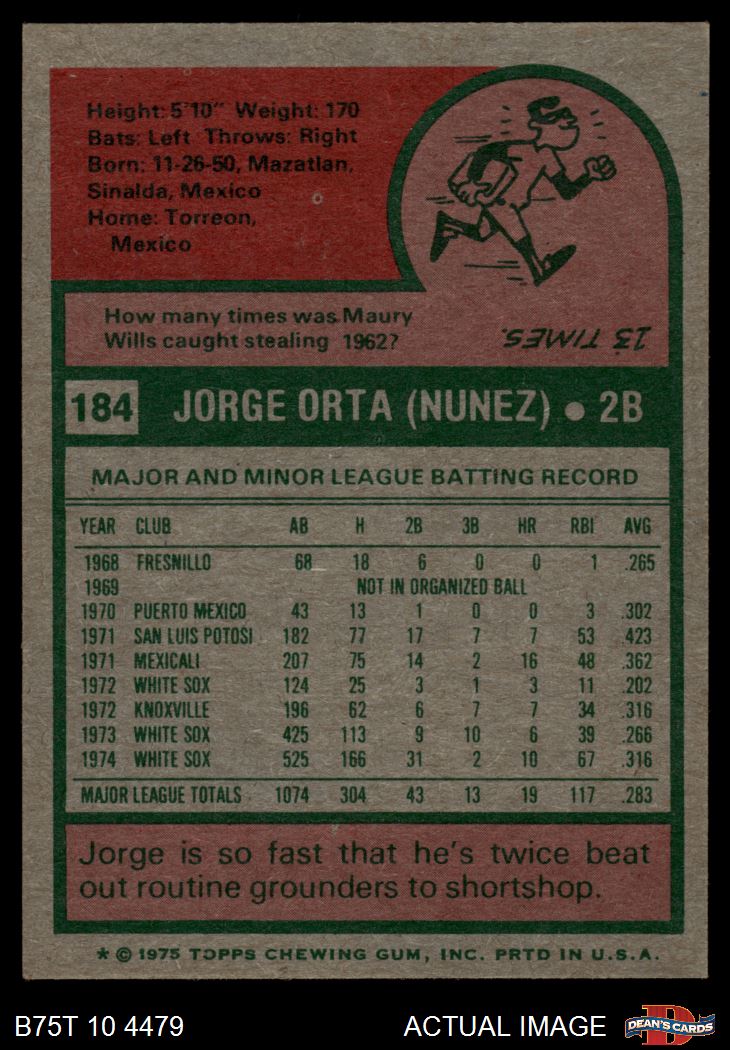 Height: 5'10" Weight: 170
Bats: Left Throws: Right
Born: 11-26-50, Mazatlan,
Sinalda, Mexico
Home: Torreon,
Mexico
How many times was Maury
Wills caught stealing 1962?
13 TIMES.
184 JORGE ORTA (NUNEZ) ● 2B
MAJOR AND MINOR LEAGUE BATTING RECORD
YEAR CLUB AB H 2B 3B HR RBI AVG
1968 FRESNILLO 68 18 6 0 0 1 .265
1969 NOT IN ORGANIZED BALL
1970 PUERTO MEXICO 43 13 1 0 0 3 .302
1971 SAN LUIS POTOSI 182 77 17 7 7 53 .423
1971 MEXICALI 207 75 14 2 16 48 .362
1972 WHITE SOX 124 25 3 1 3 11 .202
1972 KNOXVILLE 196 62 6 7 7 34 .316
1973 WHITE SOX 425 113 9 10 6 39 .266
1974 WHITE SOX 525 166 31 2 10 67 .316
MAJOR LEAGUE TOTALS 1074 304 43 13 19 117 .283
Jorge is so fast that he's twice beat
out routine grounders to shortshop.
* © 1975 TOPPS CHEWING GUM, INC. PRTD IN U.S.A.
B75T 10 4479 ACTUAL IMAGE D DEAN'S CARDS